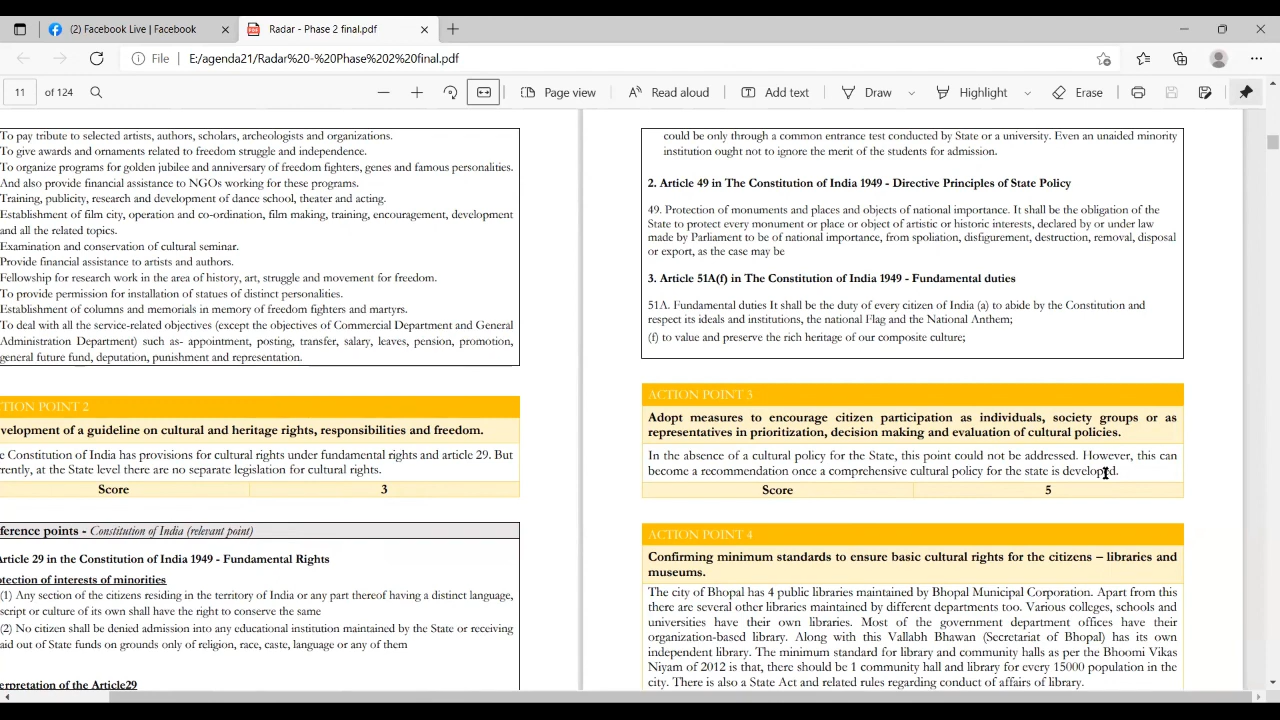 (2) Facebook Live | Facebook
Radar - Phase 2 final.pdf
File
E:/agenda21/Radar%20-%20Phase%202%20final.pdf
11 of 124
Page view
Read aloud
Add text
Draw
Highlight
Erase
To pay tribute to selected artists, authors, scholars, archeologists and organizations.
To give awards and ornaments related to freedom struggle and independence.
To organize programs for golden jubilee and anniversary of freedom fighters, genes and famous personalities.
And also provide financial assistance to NGOs working for these programs.
Training, publicity, research and development of dance school, theater and acting.
Establishment of film city, operation and co-ordination, film making, training, encouragement, development
and all the related topics.
Examination and conservation of cultural seminar.
Provide financial assistance to artists and authors.
Fellowship for research work in the area of history, art, struggle and movement for freedom.
To provide permission for installation of statues of distinct personalities.
Establishment of columns and memorials in memory of freedom fighters and martyrs.
To deal with all the service-related objectives (except the objectives of Commercial Department and General
Administration Department) such as- appointment, posting, transfer, salary, leaves, pension, promotion,
general future fund, deputation, punishment and representation.
TION POINT 2
velopment of a guideline on cultural and heritage rights, responsibilities and freedom.
e Constitution of India has provisions for cultural rights under fundamental rights and article 29. But
rrently, at the State level there are no separate legislation for cultural rights.
Score 3
ference points - Constitution of India (relevant point)
Article 29 in the Constitution of India 1949 - Fundamental Rights
otection of interests of minorities
(1) Any section of the citizens residing in the territory of India or any part thereof having a distinct language,
script or culture of its own shall have the right to conserve the same
(2) No citizen shall be denied admission into any educational institution maintained by the State or receiving
aid out of State funds on grounds only of religion, race, caste, language or any of them
erpretation of the Article29
could be only through a common entrance test conducted by State or a university. Even an unaided minority
institution ought not to ignore the merit of the students for admission.
2. Article 49 in The Constitution of India 1949 - Directive Principles of State Policy
49. Protection of monuments and places and objects of national importance. It shall be the obligation of the
State to protect every monument or place or object of artistic or historic interests, declared by or under law
made by Parliament to be of national importance, from spoliation, disfigurement, destruction, removal, disposal
or export, as the case may be
3. Article 51A(f) in The Constitution of India 1949 - Fundamental duties
51A. Fundamental duties It shall be the duty of every citizen of India (a) to abide by the Constitution and
respect its ideals and institutions, the national Flag and the National Anthem;
(f) to value and preserve the rich heritage of our composite culture;
ACTION POINT 3
Adopt measures to encourage citizen participation as individuals, society groups or as
representatives in prioritization, decision making and evaluation of cultural policies.
In the absence of a cultural policy for the State, this point could not be addressed. However, this can
become a recommendation once a comprehensive cultural policy for the state is developed.
Score 5
ACTION POINT 4
Confirming minimum standards to ensure basic cultural rights for the citizens – libraries and
museums.
The city of Bhopal has 4 public libraries maintained by Bhopal Municipal Corporation. Apart from this
there are several other libraries maintained by different departments too. Various colleges, schools and
universities have their own libraries. Most of the government department offices have their
organization-based library. Along with this Vallabh Bhawan (Secretariat of Bhopal) has its own
independent library. The minimum standard for library and community halls as per the Bhoomi Vikas
Niyam of 2012 is that, there should be 1 community hall and library for every 15000 population in the
city. There is also a State Act and related rules regarding conduct of affairs of library.